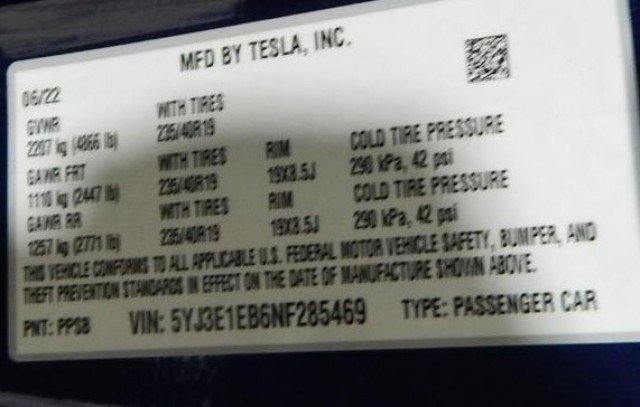 MFD BY TESLA, INC.
06/22
GVWR WITH TIRES
2207 kg (4866 lb) 235/40R19
GAWR FRT WITH TIRES RIM COLD TIRE PRESSURE
1110 kg (2447 lb) 235/40R19 19X8.5J 290 kPa, 42 psi
GAWR RR WITH TIRES RIM COLD TIRE PRESSURE
1257 kg (2771 lb) 235/40R19 19X8.5J 290 kPa, 42 psi
THIS VEHICLE CONFORMS TO ALL APPLICABLE U.S. FEDERAL MOTOR VEHICLE SAFETY, BUMPER, AND
THEFT PREVENTION STANDARDS IN EFFECT ON THE DATE OF MANUFACTURE SHOWN ABOVE.
PNT: PPSB VIN: 5YJ3E1EB6NF285469 TYPE: PASSENGER CAR